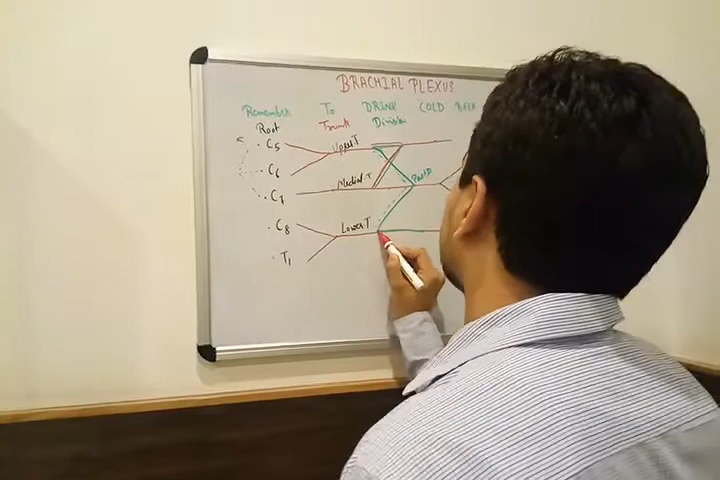 BRACHIAL PLEXUS
Remember To DRINK COLD BEER
Root Trunk Division
C5 Upper T
C6
Medial T Post D
C7
C8 Lower T
T1